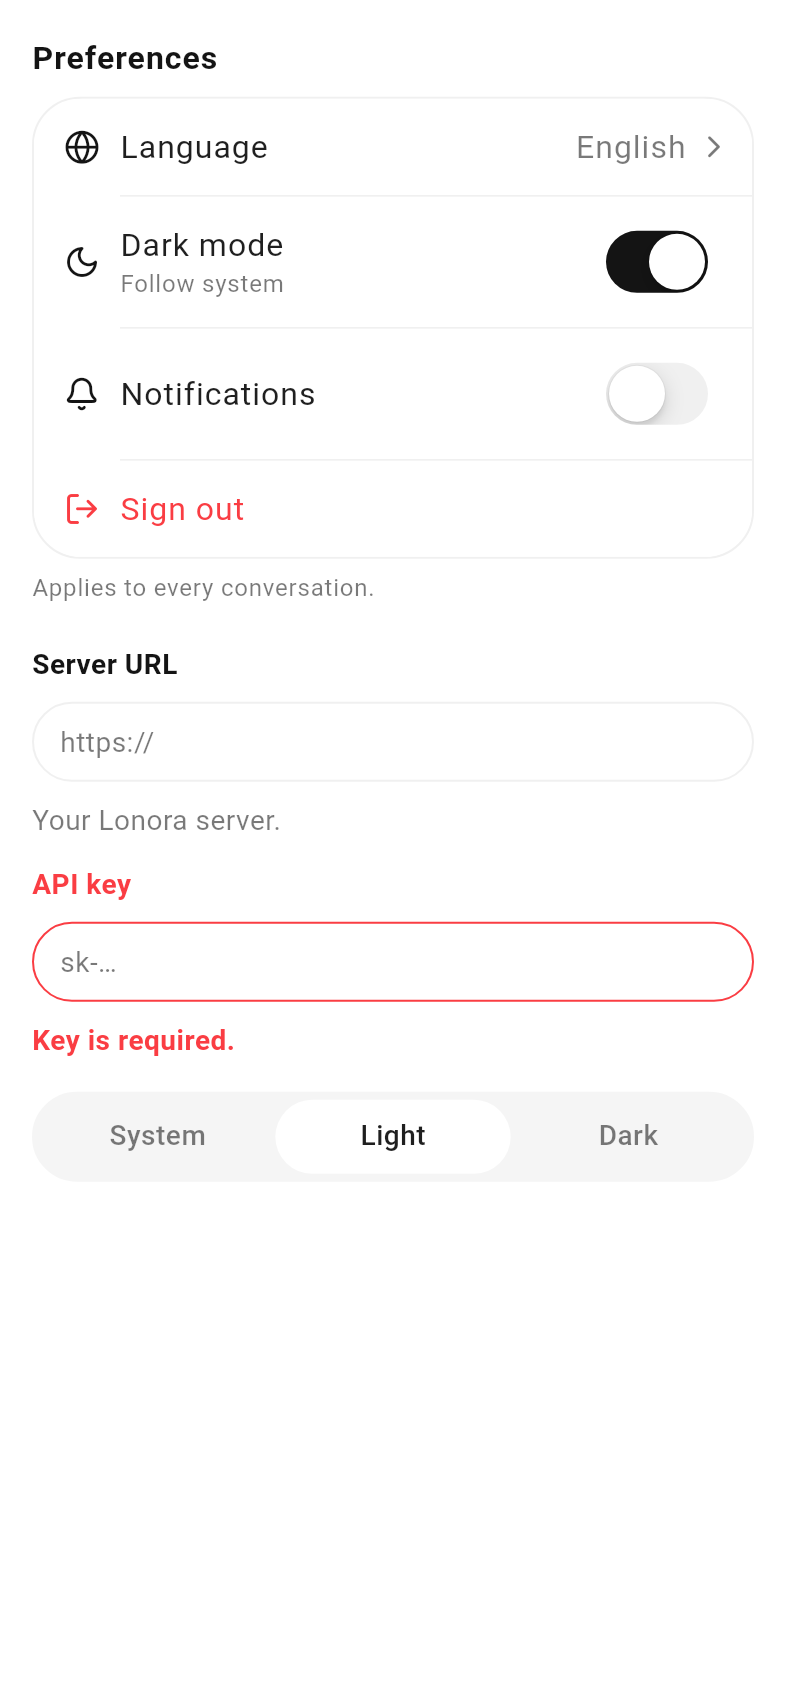 Preferences
Language
English
Dark mode
Follow system
Notifications
Sign out
Applies to every conversation.
Server URL
https://
Your Lonora server.
API key
sk-…
Key is required.
System Light Dark